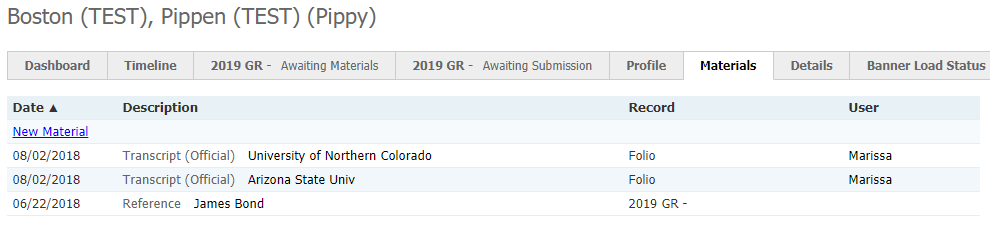 Boston (TEST), Pippen (TEST) (Pippy)
Dashboard Timeline 2019 GR - Awaiting Materials 2019 GR - Awaiting Submission Profile Materials Details Banner Load Status
Date ▲ Description Record User
New Material
08/02/2018 Transcript (Official) University of Northern Colorado Folio Marissa
08/02/2018 Transcript (Official) Arizona State Univ Folio Marissa
06/22/2018 Reference James Bond 2019 GR -